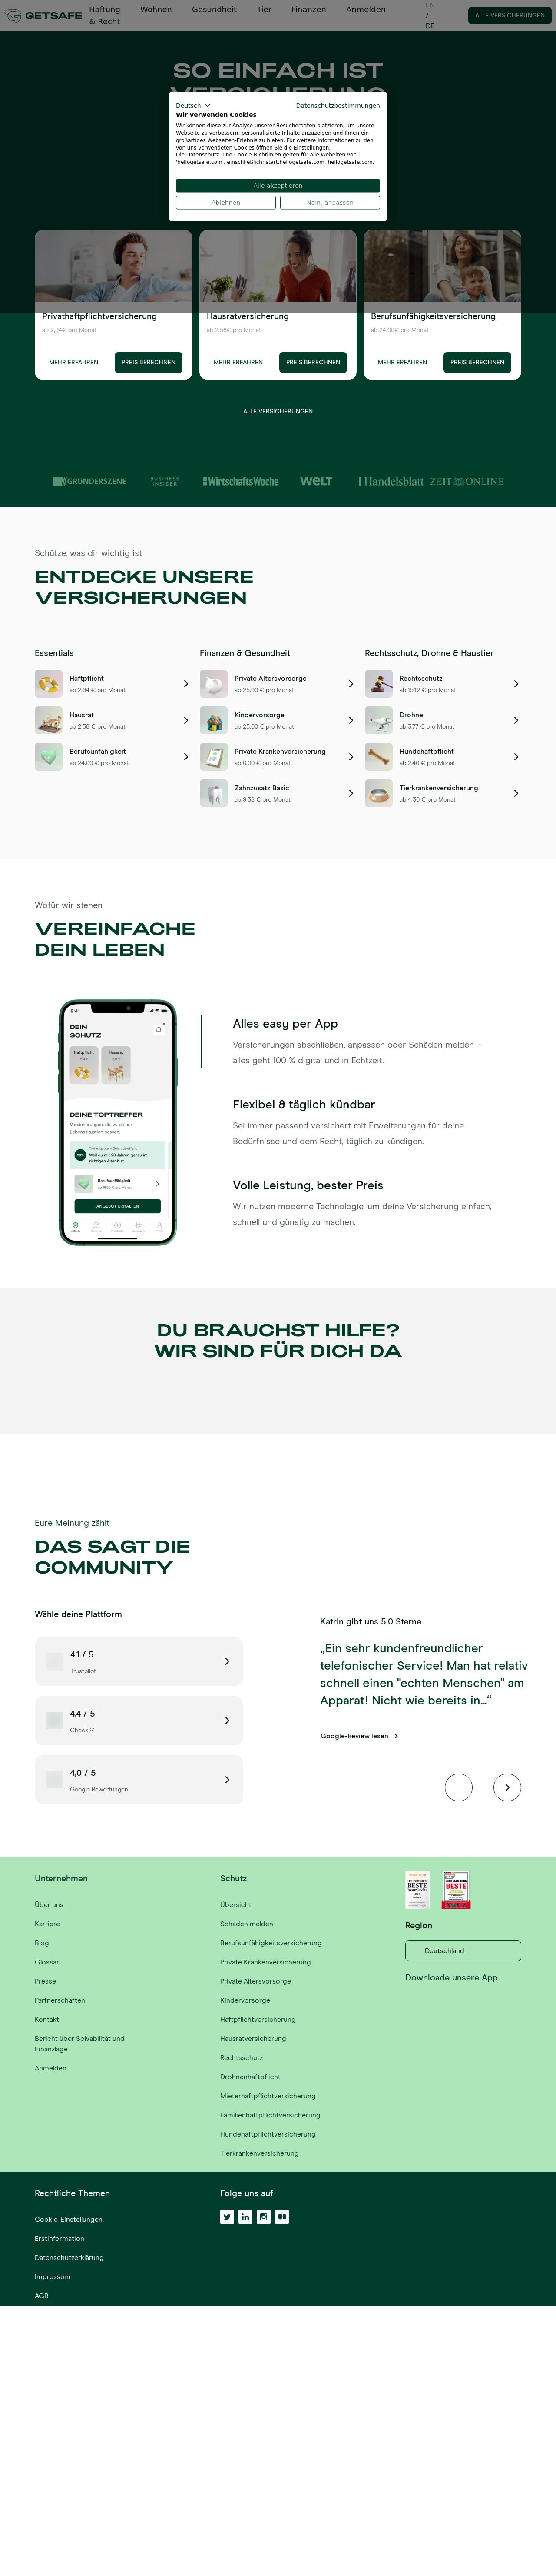 GETSAFE
Haftung
& Recht
Wohnen
Gesundheit
Tier
Finanzen
Anmelden
EN
/
DE
ALLE VERSICHERUNGEN
SO EINFACH IST
Deutsch
Datenschutzbestimmungen
Wir verwenden Cookies
Wir können diese zur Analyse unserer Besucherdaten platzieren, um unsere
Webseite zu verbessern, personalisierte Inhalte anzuzeigen und Ihnen ein
großartiges Webseiten-Erlebnis zu bieten. Für weitere Informationen zu den
von uns verwendeten Cookies öffnen Sie die Einstellungen.
Die Datenschutz- und Cookie-Richtlinien gelten für alle Webseiten von
'hellogetsafe.com', einschließlich: start.hellogetsafe.com, hellogetsafe.com.
Alle akzeptieren
Ablehnen
Nein, anpassen
Privathaftpflichtversicherung
ab 2,94€ pro Monat
MEHR ERFAHREN
PREIS BERECHNEN
Hausratversicherung
ab 2,58€ pro Monat
MEHR ERFAHREN
PREIS BERECHNEN
Berufsunfähigkeitsversicherung
ab 24,00€ pro Monat
MEHR ERFAHREN
PREIS BERECHNEN
ALLE VERSICHERUNGEN
GRÜNDERSZENE
BUSINESS
INSIDER
WirtschaftsWoche
WELT
Handelsblatt
ZEIT ONLINE
Schütze, was dir wichtig ist
ENTDECKE UNSERE
VERSICHERUNGEN
Essentials
Haftpflicht
ab 2,94 € pro Monat
Hausrat
ab 2,58 € pro Monat
Berufsunfähigkeit
ab 24,00 € pro Monat
Finanzen & Gesundheit
Private Altersvorsorge
ab 25,00 € pro Monat
Kindervorsorge
ab 25,00 € pro Monat
Private Krankenversicherung
ab 0,00 € pro Monat
Zahnzusatz Basic
ab 9,38 € pro Monat
Rechtsschutz, Drohne & Haustier
Rechtsschutz
ab 15,12 € pro Monat
Drohne
ab 3,77 € pro Monat
Hundehaftpflicht
ab 2,40 € pro Monat
Tierkrankenversicherung
ab 4,30 € pro Monat
Wofür wir stehen
VEREINFACHE
DEIN LEBEN
9:41
DEIN
SCHUTZ
Haftpflicht
Hausrat
DEINE TOPTREFFER
Versicherungen, die zu deiner
Lebenssituation passen.
Weil du mit 28 Jahren genau im
richtigen Alter bist
Berufsunfähigkeit
ANGEBOT ERHALTEN
Alles easy per App
Versicherungen abschließen, anpassen oder Schäden melden –
alles geht 100 % digital und in Echtzeit.
Flexibel & täglich kündbar
Sei immer passend versichert mit Erweiterungen für deine
Bedürfnisse und dem Recht, täglich zu kündigen.
Volle Leistung, bester Preis
Wir nutzen moderne Technologie, um deine Versicherung einfach,
schnell und günstig zu machen.
DU BRAUCHST HILFE?
WIR SIND FÜR DICH DA
Eure Meinung zählt
DAS SAGT DIE
COMMUNITY
Wähle deine Plattform
4,1 / 5
Trustpilot
4,4 / 5
Check24
4,0 / 5
Google Bewertungen
Katrin gibt uns 5,0 Sterne
„Ein sehr kundenfreundlicher
telefonischer Service! Man hat relativ
schnell einen "echten Menschen" am
Apparat! Nicht wie bereits in...“
Google-Review lesen
Unternehmen
Über uns
Karriere
Blog
Glossar
Presse
Partnerschaften
Kontakt
Bericht über Solvabilität und
Finanzlage
Anmelden
Schutz
Übersicht
Schaden melden
Berufsunfähigkeitsversicherung
Private Krankenversicherung
Private Altersvorsorge
Kindervorsorge
Haftpflichtversicherung
Hausratversicherung
Rechtsschutz
Drohnenhaftpflicht
Mieterhaftpflichtversicherung
Familienhaftpflichtversicherung
Hundehaftpflichtversicherung
Tierkrankenversicherung
BESTE
DEUTSCHLANDS
BESTE
Region
Deutschland
Downloade unsere App
Rechtliche Themen
Cookie-Einstellungen
Erstinformation
Datenschutzerklärung
Impressum
AGB
Folge uns auf